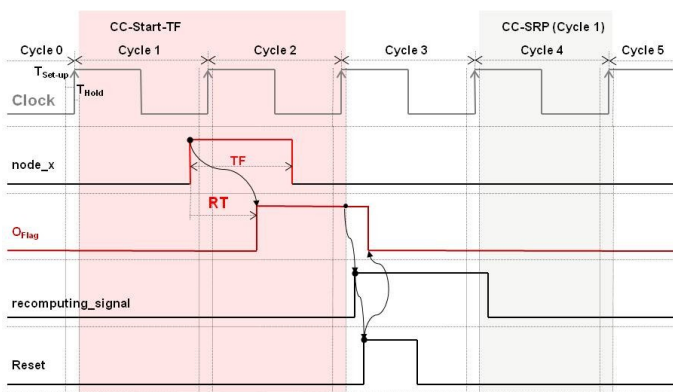 CC-Start-TF CC-SRP (Cycle 1)
Cycle 0 Cycle 1 Cycle 2 Cycle 3 Cycle 4 Cycle 5
TSet-up
THold
Clock
node_x
TF
RT
OFlag
recomputing_signal
Reset